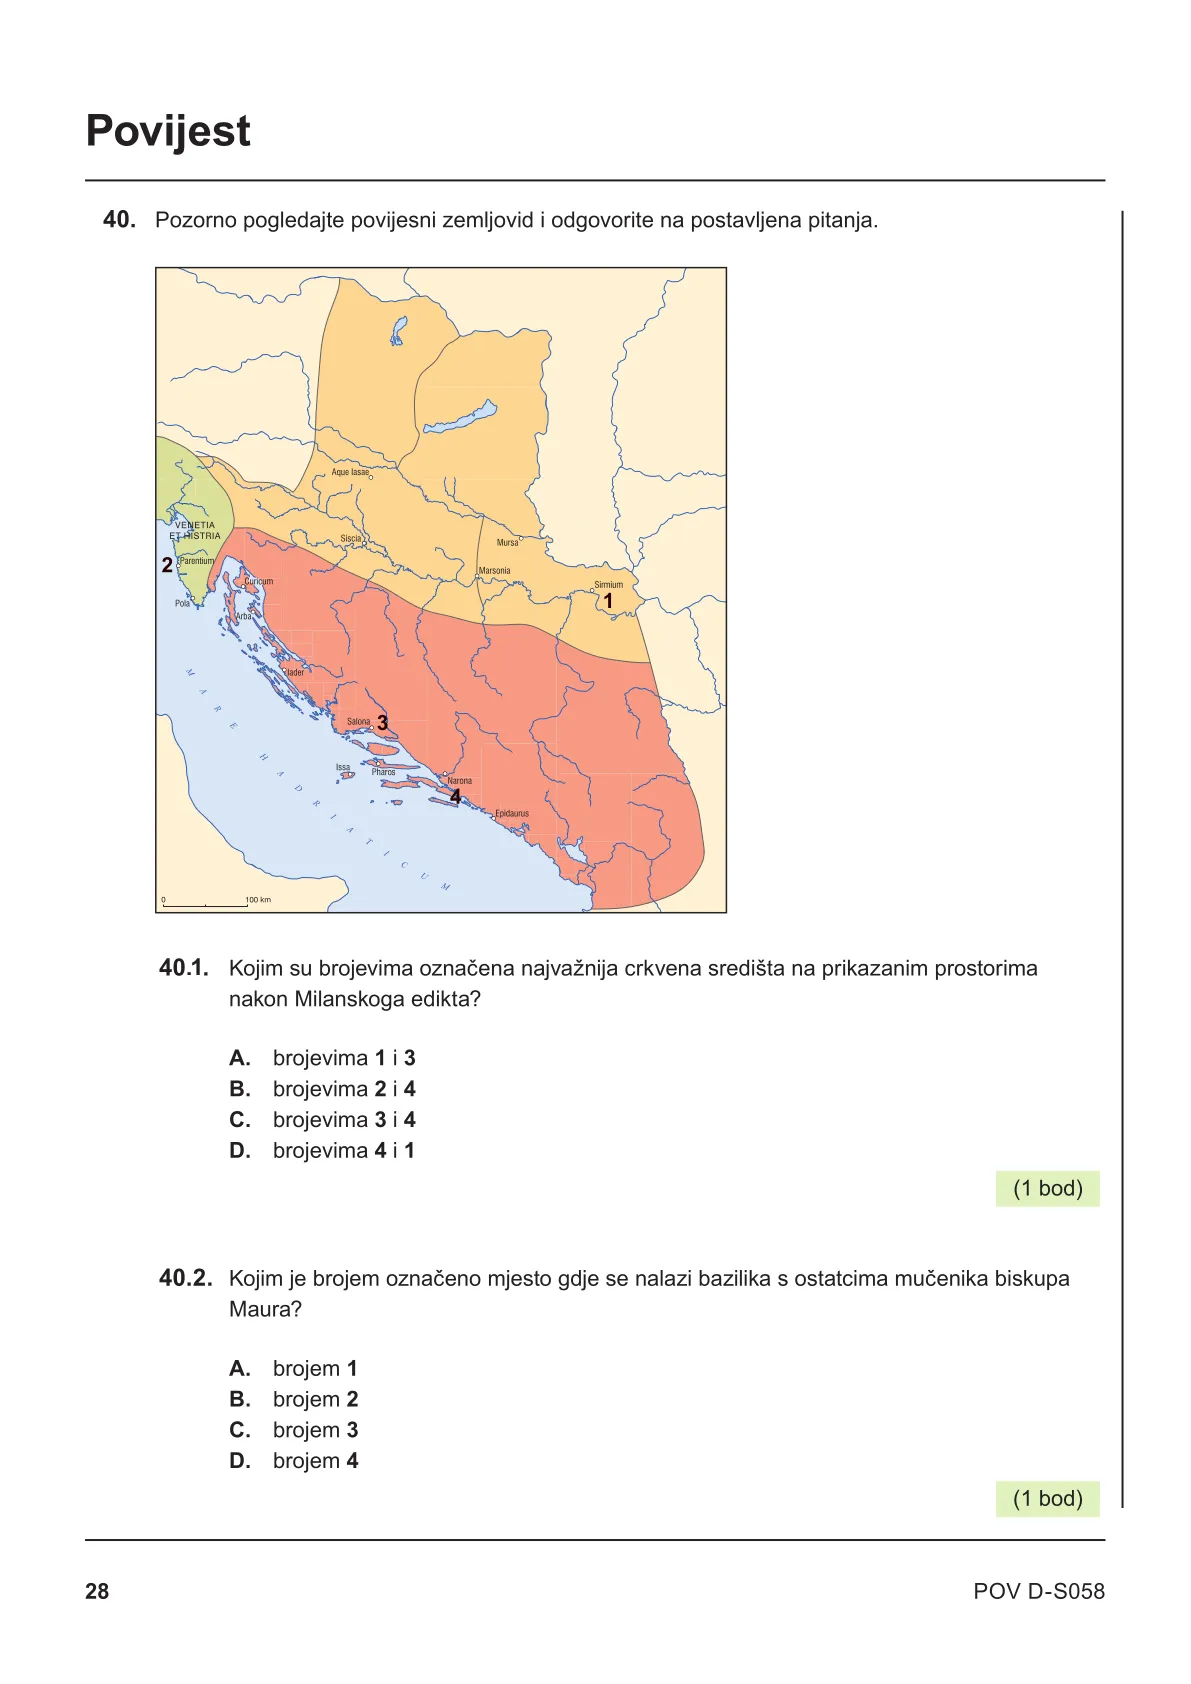 Povijest
40. Pozorno pogledajte povijesni zemljovid i odgovorite na postavljena pitanja.
Aque Iasae
VENETIA
ET HISTRIA
Siscia
Mursa
2
Parentium
Marsonia
Curicum
Sirmium
1
Pola
Arba
Iader
Salona
3
Issa
Pharos
Narona
4
Epidaurus
MARE HADRIATICUM
0 100 km
40.1. Kojim su brojevima označena najvažnija crkvena središta na prikazanim prostorima
nakon Milanskoga edikta?
A. brojevima 1 i 3
B. brojevima 2 i 4
C. brojevima 3 i 4
D. brojevima 4 i 1
(1 bod)
40.2. Kojim je brojem označeno mjesto gdje se nalazi bazilika s ostatcima mučenika biskupa
Maura?
A. brojem 1
B. brojem 2
C. brojem 3
D. brojem 4
(1 bod)
28
POV D-S058